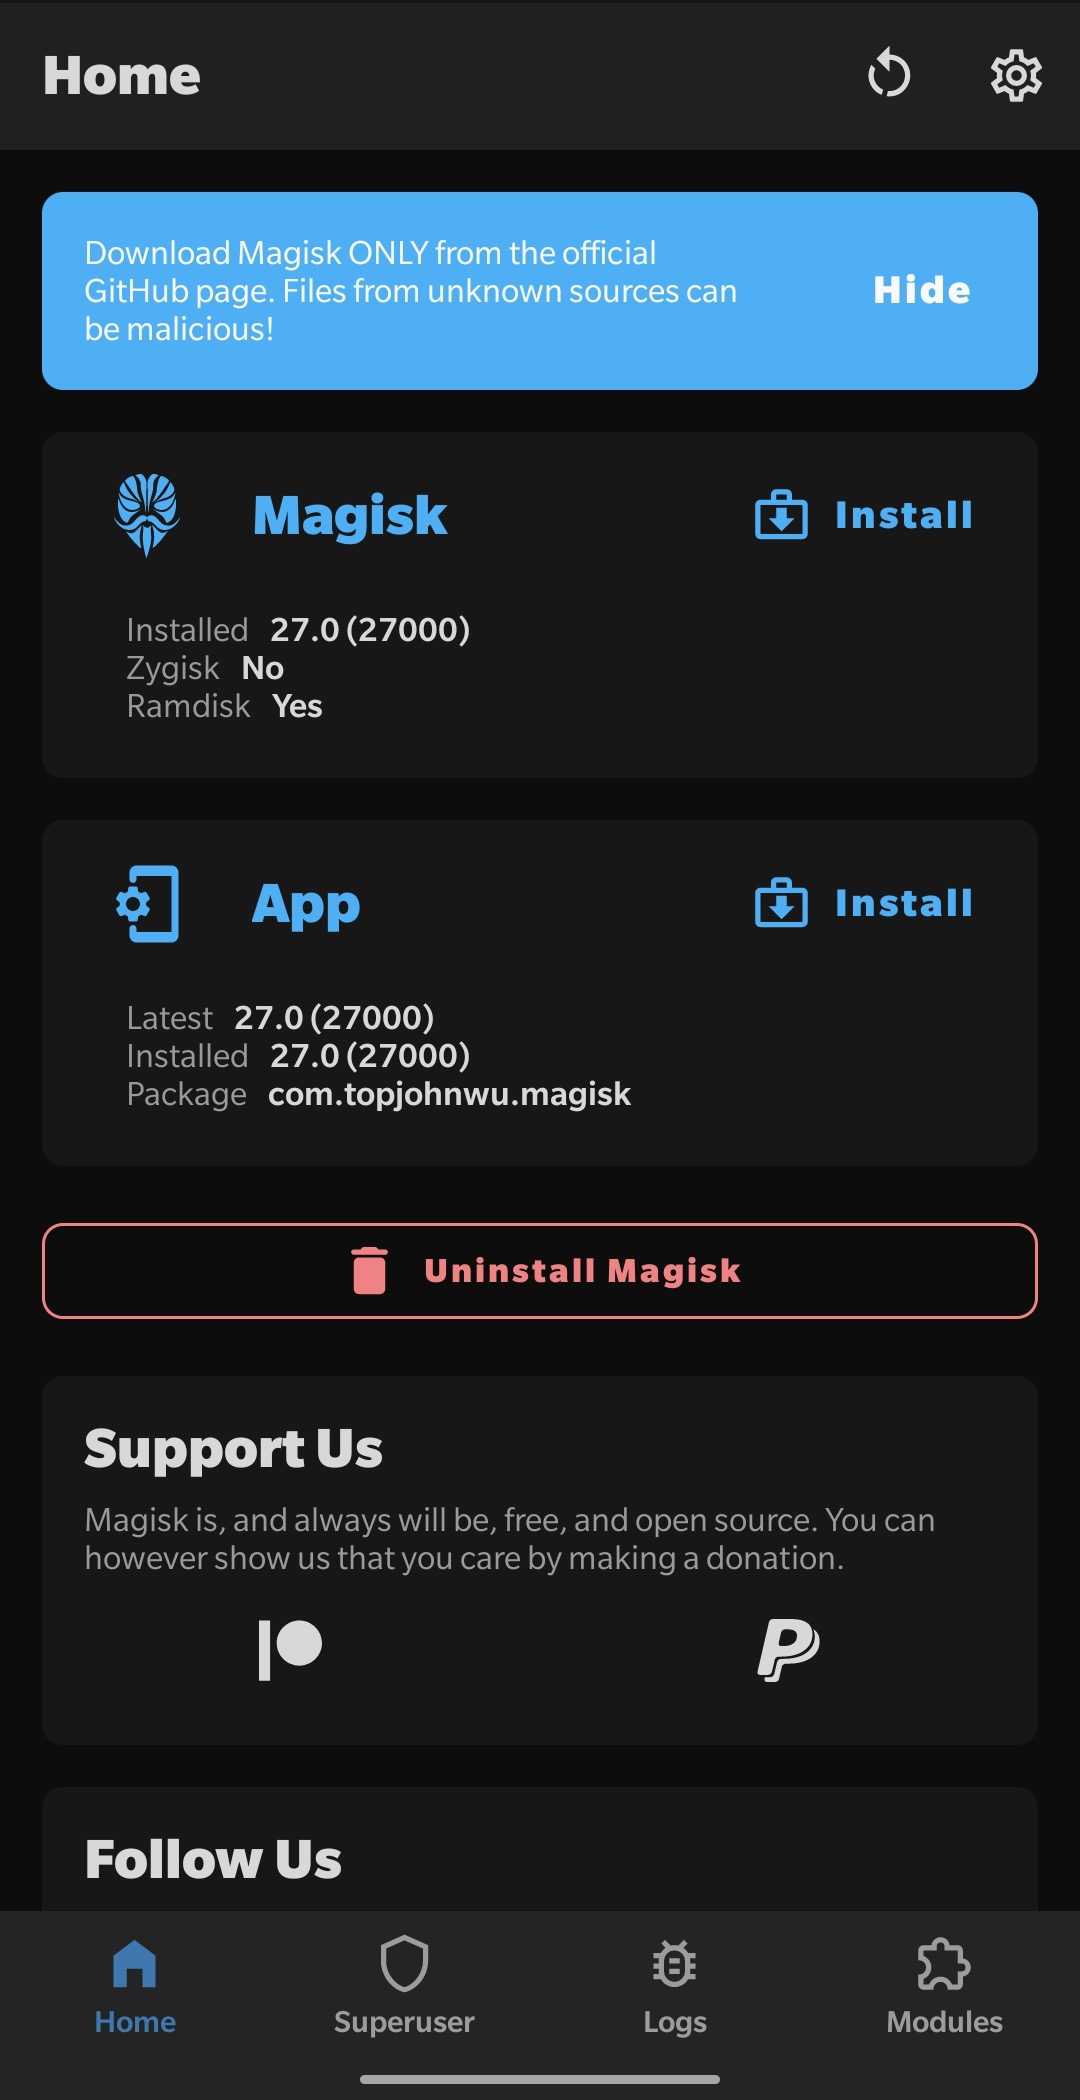 Home
Download Magisk ONLY from the official
GitHub page. Files from unknown sources can
be malicious!
Hide
Magisk
Install
Installed 27.0 (27000)
Zygisk No
Ramdisk Yes
App
Install
Latest 27.0 (27000)
Installed 27.0 (27000)
Package com.topjohnwu.magisk
Uninstall Magisk
Support Us
Magisk is, and always will be, free, and open source. You can
however show us that you care by making a donation.
Follow Us
Home
Superuser
Logs
Modules